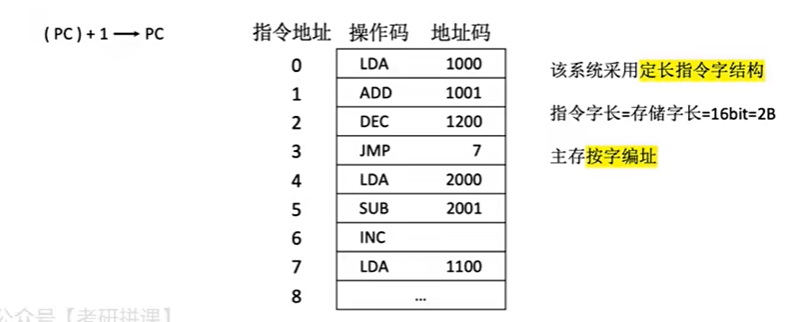 ( PC ) + 1 → PC
指令地址 操作码 地址码
0 LDA 1000
1 ADD 1001
2 DEC 1200
3 JMP 7
4 LDA 2000
5 SUB 2001
6 INC
7 LDA 1100
8 ...
该系统采用定长指令字结构
指令字长=存储字长=16bit=2B
主存按字编址
公众号【考研拼课】